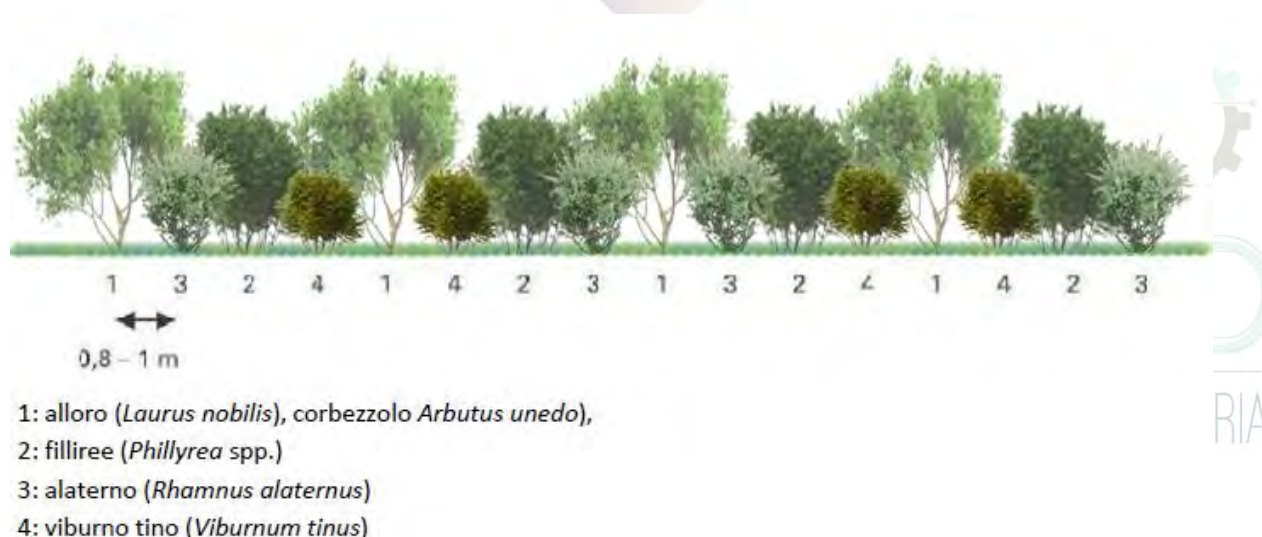 1 3 2 4 1 4 2 3 1 3 2 4 1 4 2 3
0,8 – 1 m
RIA
1: alloro (Laurus nobilis), corbezzolo Arbutus unedo),
2: filliree (Phillyrea spp.)
3: alaterno (Rhamnus alaternus)
4: viburno tino (Viburnum tinus)